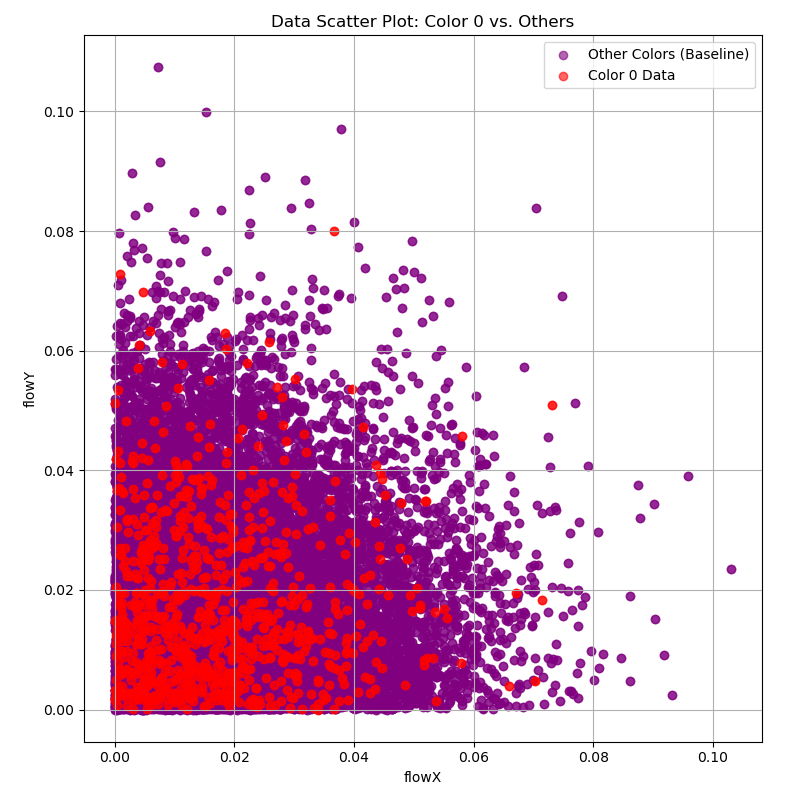 Data Scatter Plot: Color 0 vs. Others
Other Colors (Baseline)
Color 0 Data
flowY
0.10
0.08
0.06
0.04
0.02
0.00
0.00 0.02 0.04 0.06 0.08 0.10
flowX